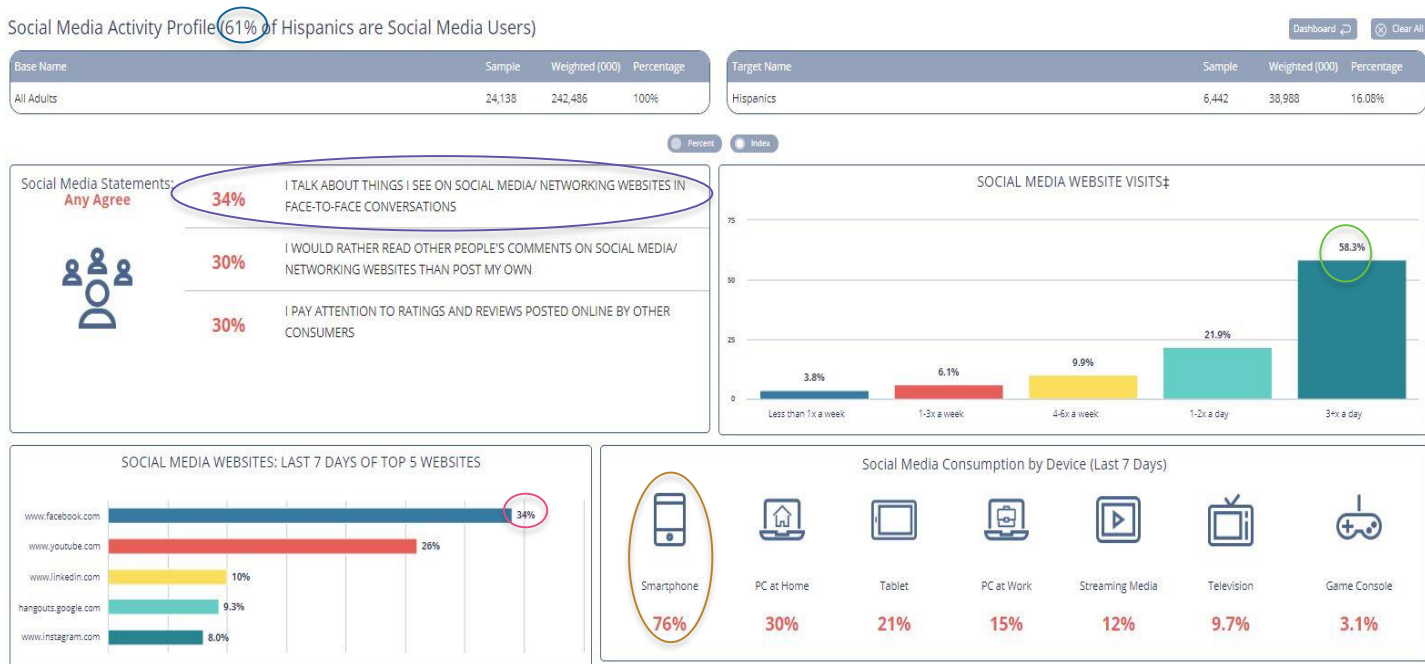 Social Media Activity Profile (61% of Hispanics are Social Media Users)
Dashboard
Clear All
Base Name Sample Weighted (000) Percentage
All Adults 24,138 242,486 100%
Target Name Sample Weighted (000) Percentage
Hispanics 6,442 38,988 16.08%
Percent
Index
Social Media Statements:
Any Agree
34%
I TALK ABOUT THINGS I SEE ON SOCIAL MEDIA/ NETWORKING WEBSITES IN
FACE-TO-FACE CONVERSATIONS
30%
I WOULD RATHER READ OTHER PEOPLE'S COMMENTS ON SOCIAL MEDIA/
NETWORKING WEBSITES THAN POST MY OWN
30%
I PAY ATTENTION TO RATINGS AND REVIEWS POSTED ONLINE BY OTHER
CONSUMERS
SOCIAL MEDIA WEBSITE VISITS‡
75
50
25
0
3.8%
6.1%
9.9%
21.9%
58.3%
Less than 1x a week
1-3x a week
4-6x a week
1-2x a day
3+x a day
SOCIAL MEDIA WEBSITES: LAST 7 DAYS OF TOP 5 WEBSITES
www.facebook.com 34%
www.youtube.com 26%
www.linkedin.com 10%
hangouts.google.com 9.3%
www.instagram.com 8.0%
Social Media Consumption by Device (Last 7 Days)
Smartphone
PC at Home
Tablet
PC at Work
Streaming Media
Television
Game Console
76%
30%
21%
15%
12%
9.7%
3.1%